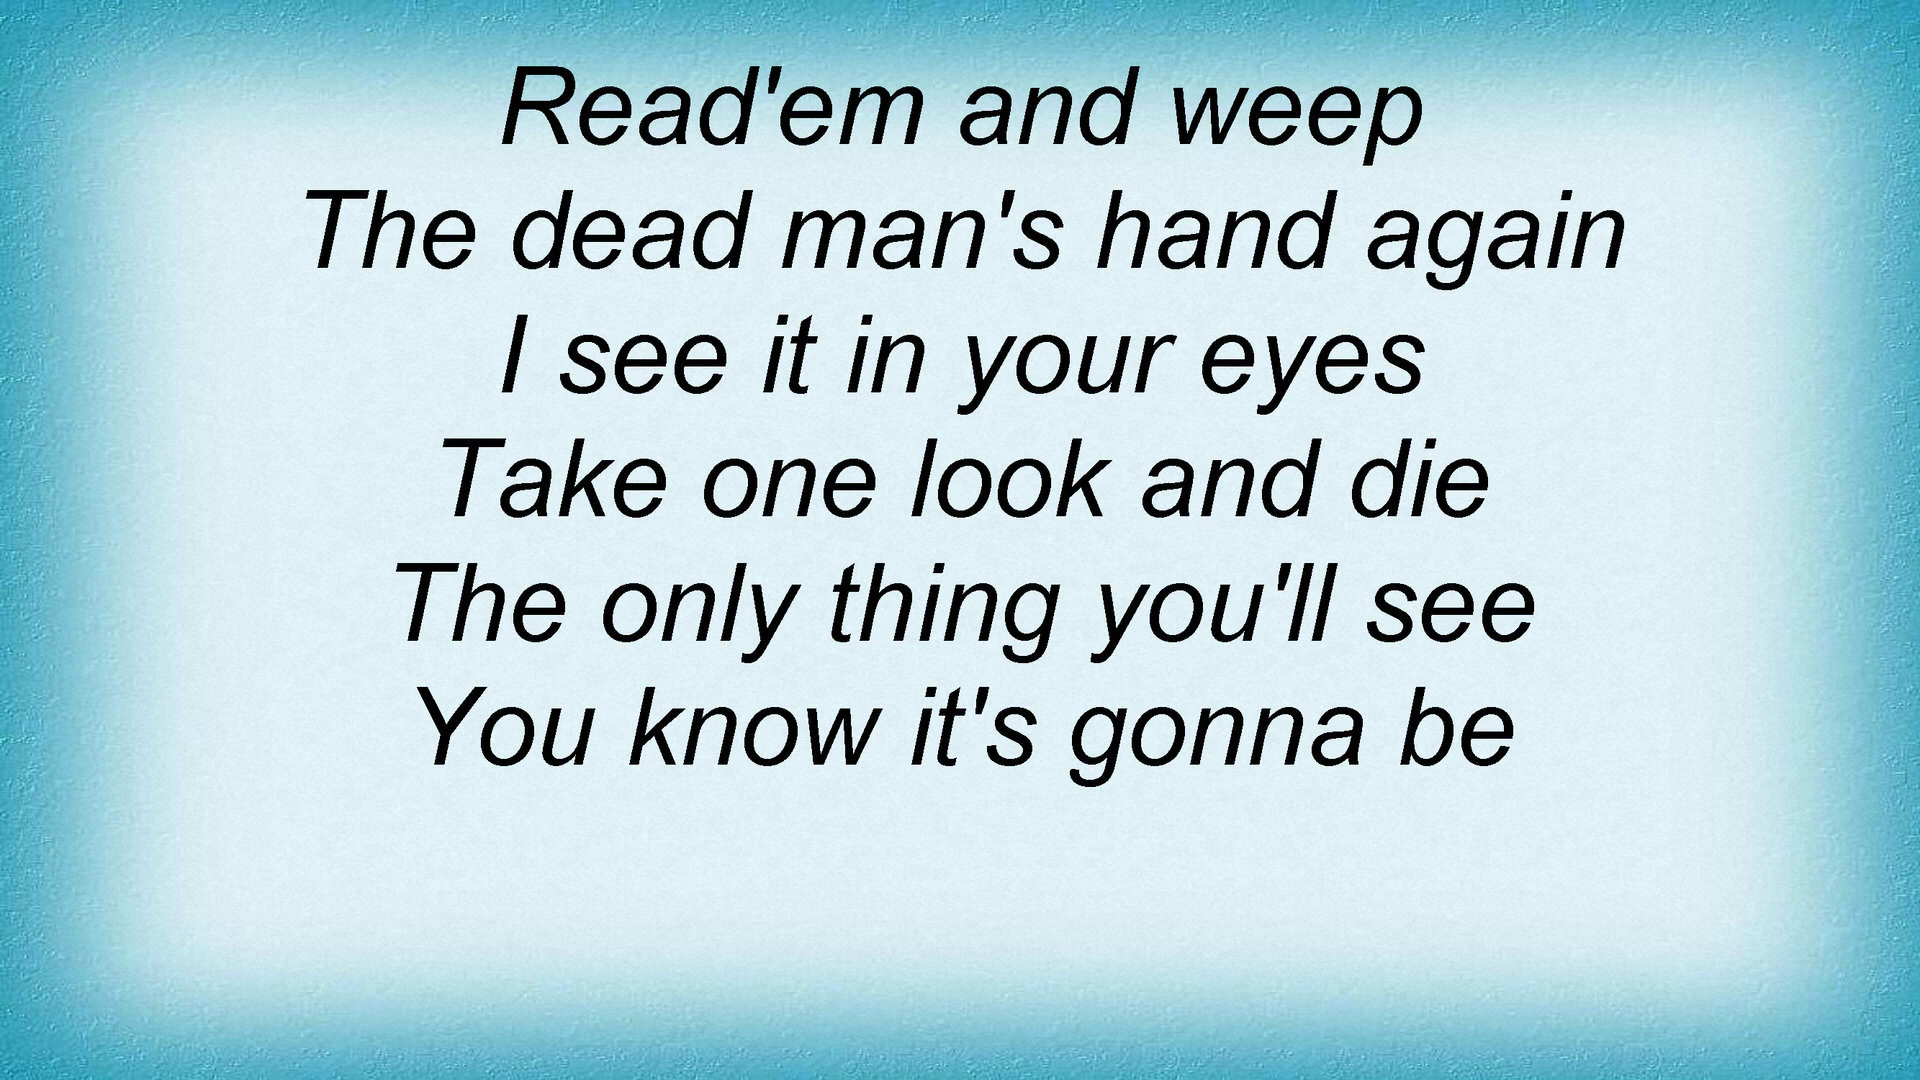 Read'em and weep
The dead man's hand again
I see it in your eyes
Take one look and die
The only thing you'll see
You know it's gonna be